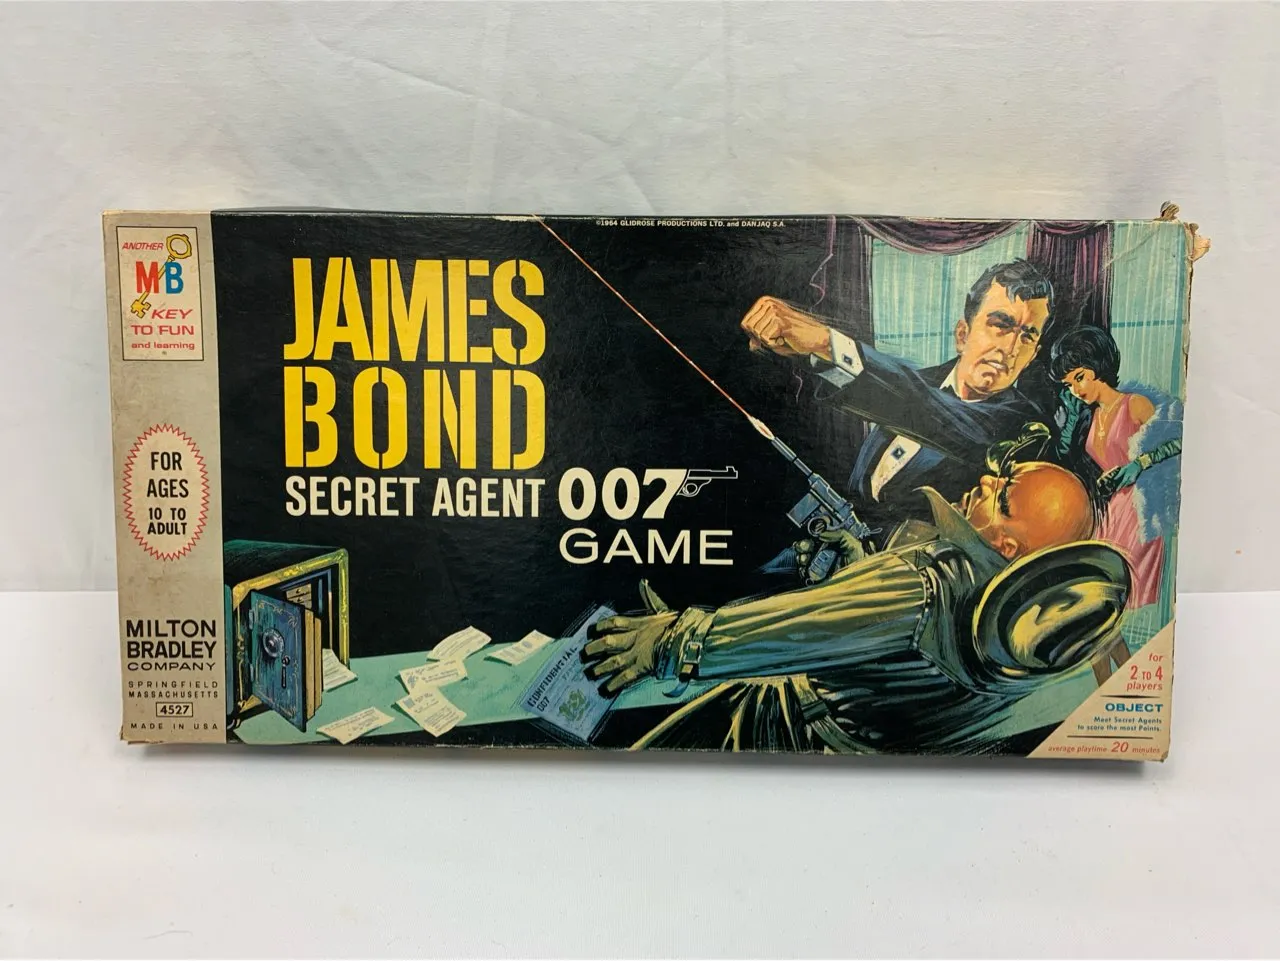 ©1964 GLIDROSE PRODUCTIONS LTD. and DANJAQ S.A.
ANOTHER
MB
KEY
TO FUN
and learning
FOR
AGES
10 TO
ADULT
MILTON
BRADLEY
COMPANY
SPRINGFIELD
MASSACHUSETTS
4527
MADE IN USA
JAMES
BOND
SECRET AGENT 007
GAME
CONFIDENTIAL
007
for
2 TO 4
players
OBJECT
Meet Secret Agents
to score the most Points.
average playtime 20 minutes